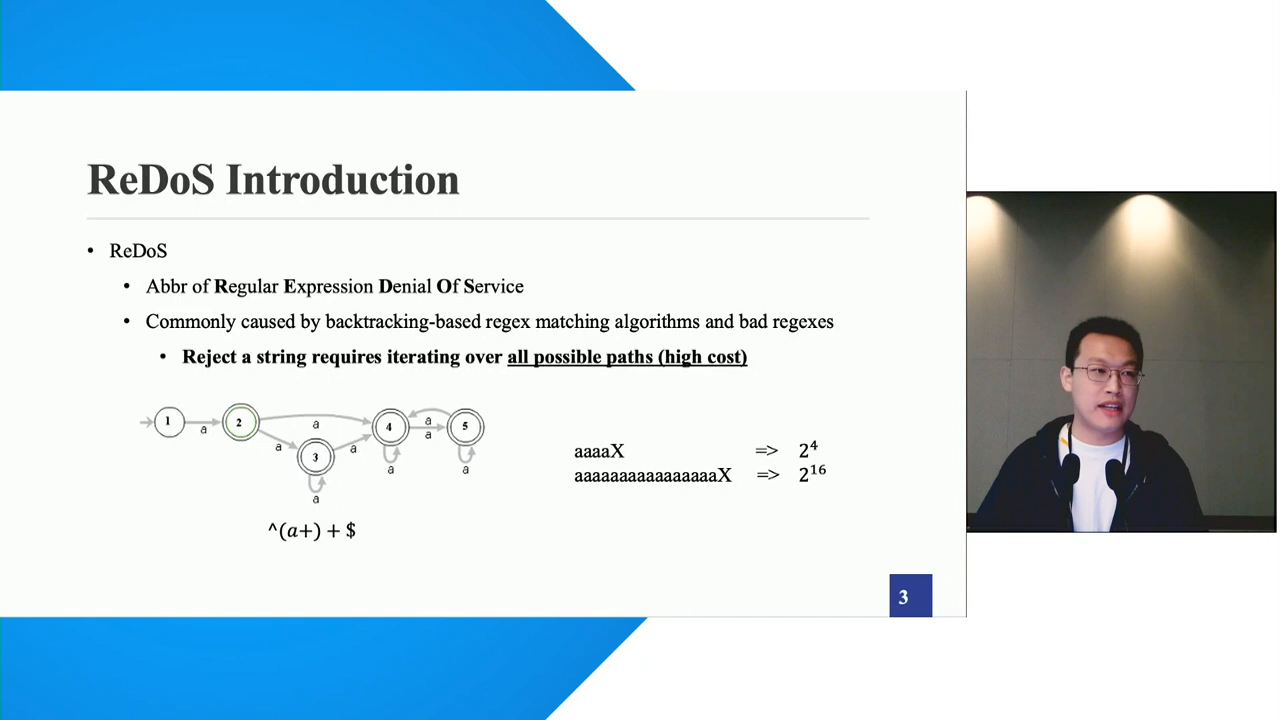 ReDoS Introduction
• ReDoS
• Abbr of Regular Expression Denial Of Service
• Commonly caused by backtracking-based regex matching algorithms and bad regexes
• Reject a string requires iterating over all possible paths (high cost)
1 a 2 a a 3 a a 4 a a a 5 a
^(a+) + $
aaaaX => 2⁴
aaaaaaaaaaaaaaaaX => 2¹⁶
3